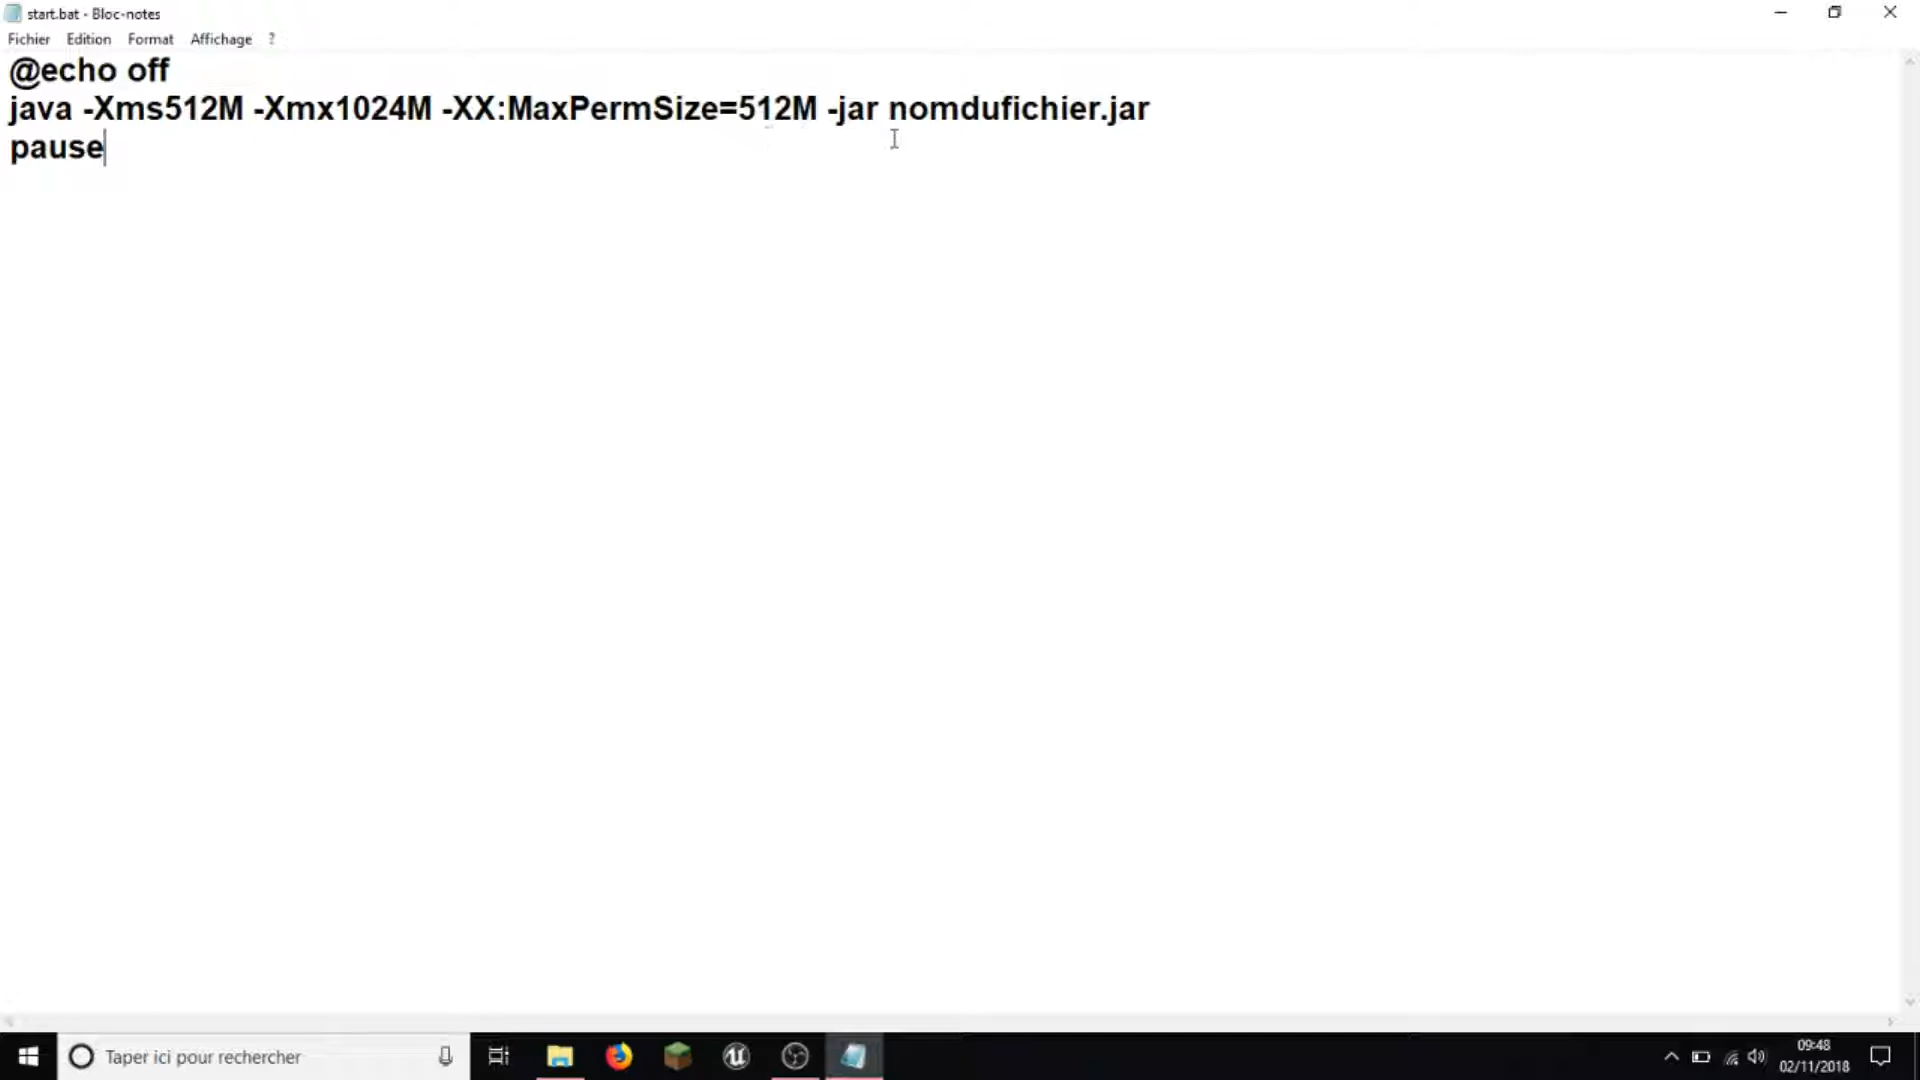 start.bat - Bloc-notes
Fichier Edition Format Affichage ?
@echo off
java -Xms512M -Xmx1024M -XX:MaxPermSize=512M -jar nomdufichier.jar
pause
Taper ici pour rechercher
09:48
02/11/2018